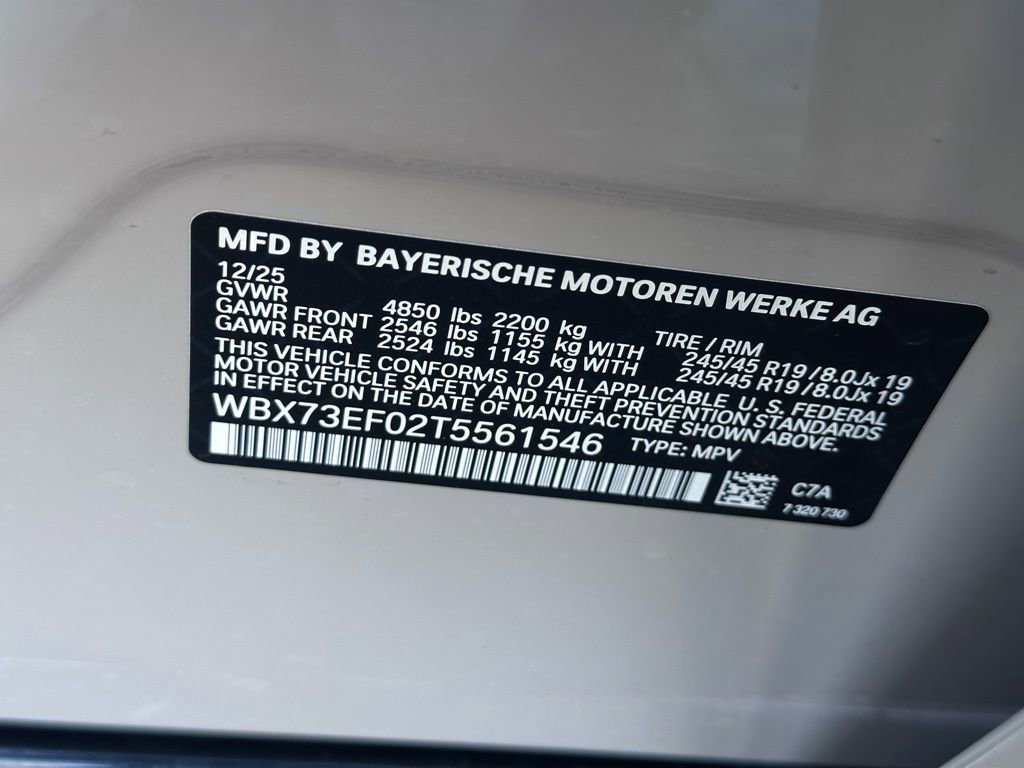 MFD BY BAYERISCHE MOTOREN WERKE AG
12/25
GVWR 4850 lbs 2200 kg TIRE / RIM
GAWR FRONT 2546 lbs 1155 kg WITH 245/45 R19 / 8.0Jx 19
GAWR REAR 2524 lbs 1145 kg WITH 245/45 R19 / 8.0Jx 19
THIS VEHICLE CONFORMS TO ALL APPLICABLE U. S. FEDERAL
MOTOR VEHICLE SAFETY AND THEFT PREVENTION STANDARDS
IN EFFECT ON THE DATE OF MANUFACTURE SHOWN ABOVE.
WBX73EF02T5561546 TYPE: MPV
C7A
7 320 730